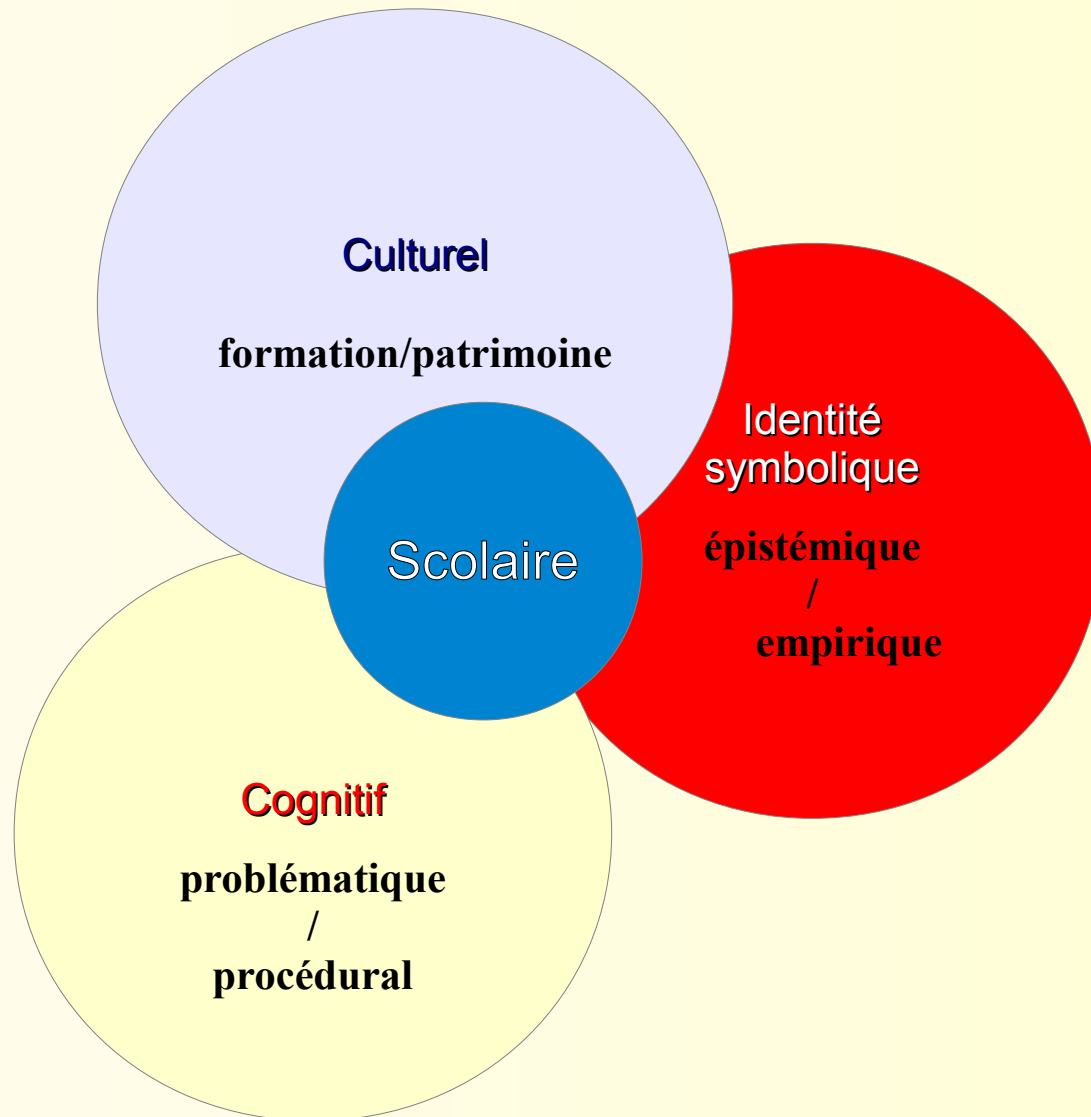 Culturel
formation/patrimoine
Identité
symbolique
épistémique
/
empirique
Scolaire
Cognitif
problématique
/
procédural